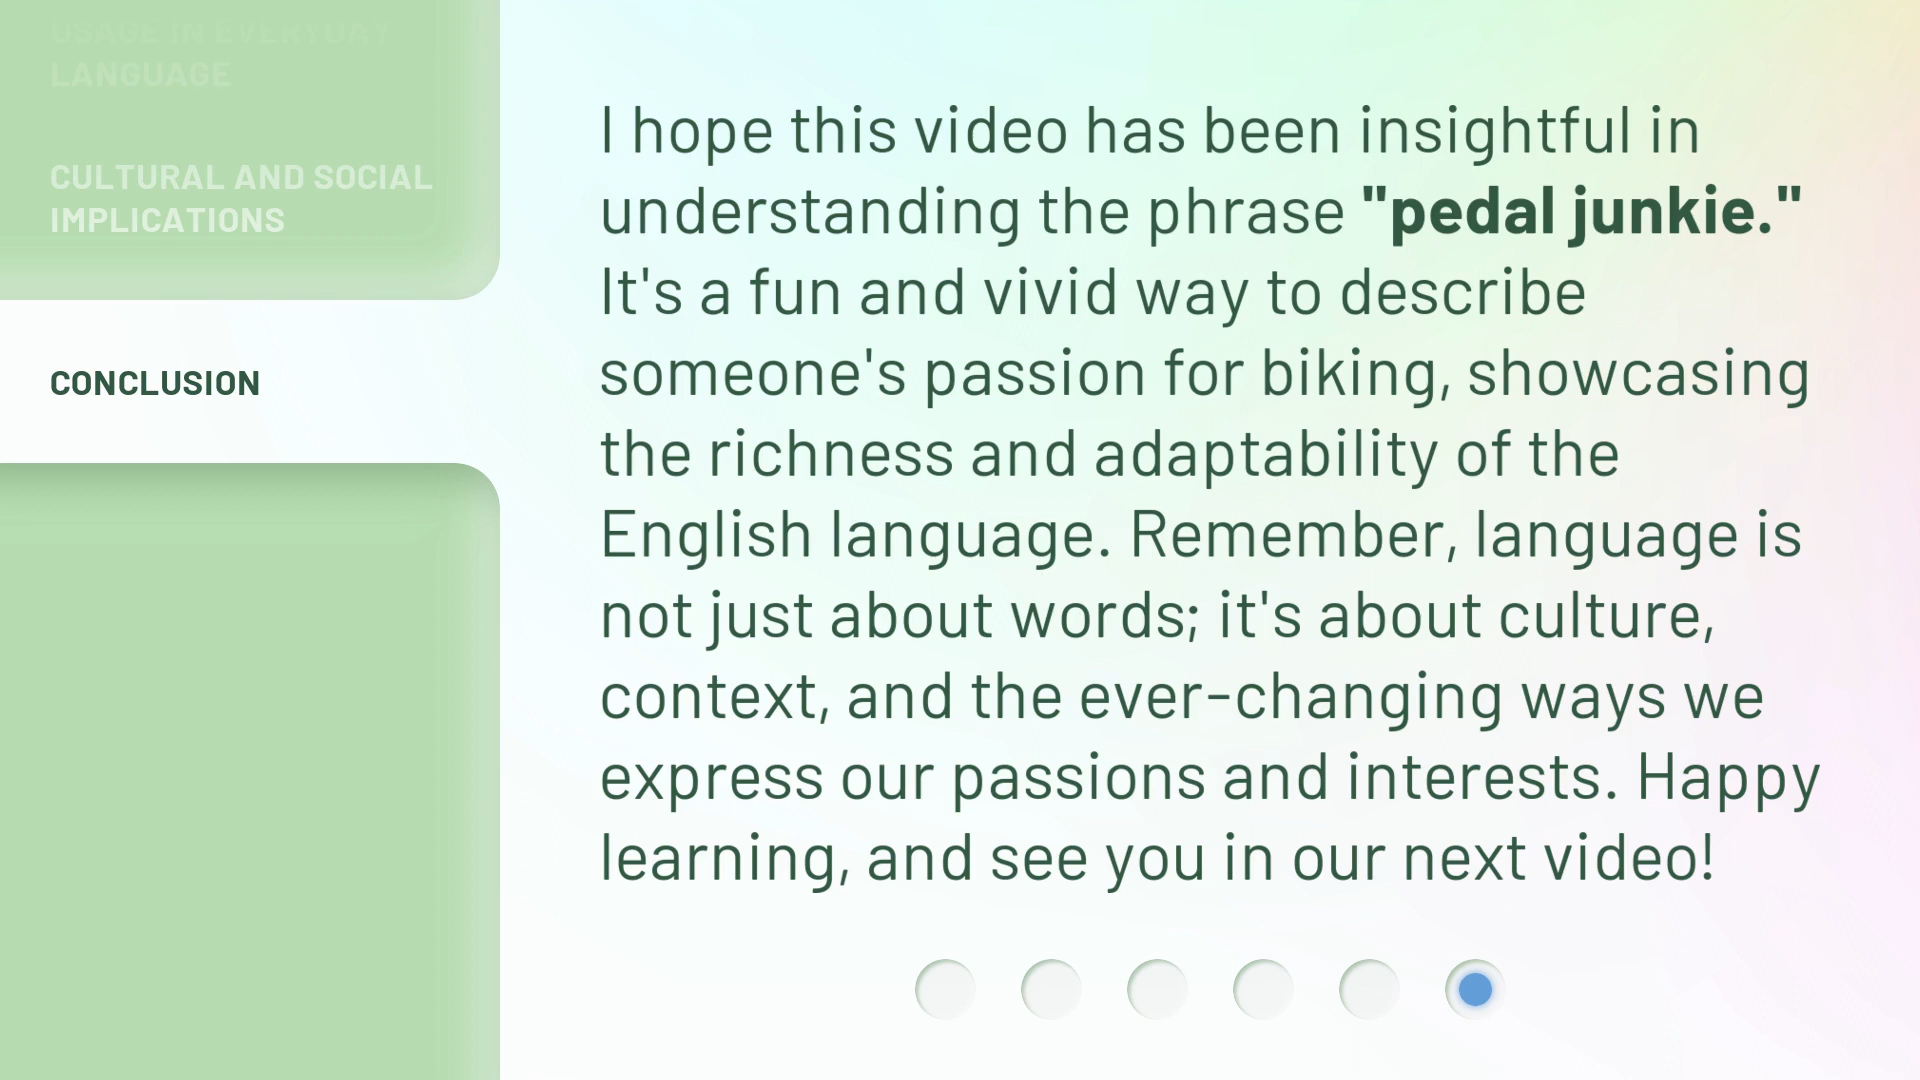 USAGE IN EVERYDAY
LANGUAGE
CULTURAL AND SOCIAL
IMPLICATIONS
CONCLUSION
I hope this video has been insightful in
understanding the phrase "pedal junkie."
It's a fun and vivid way to describe
someone's passion for biking, showcasing
the richness and adaptability of the
English language. Remember, language is
not just about words; it's about culture,
context, and the ever-changing ways we
express our passions and interests. Happy
learning, and see you in our next video!